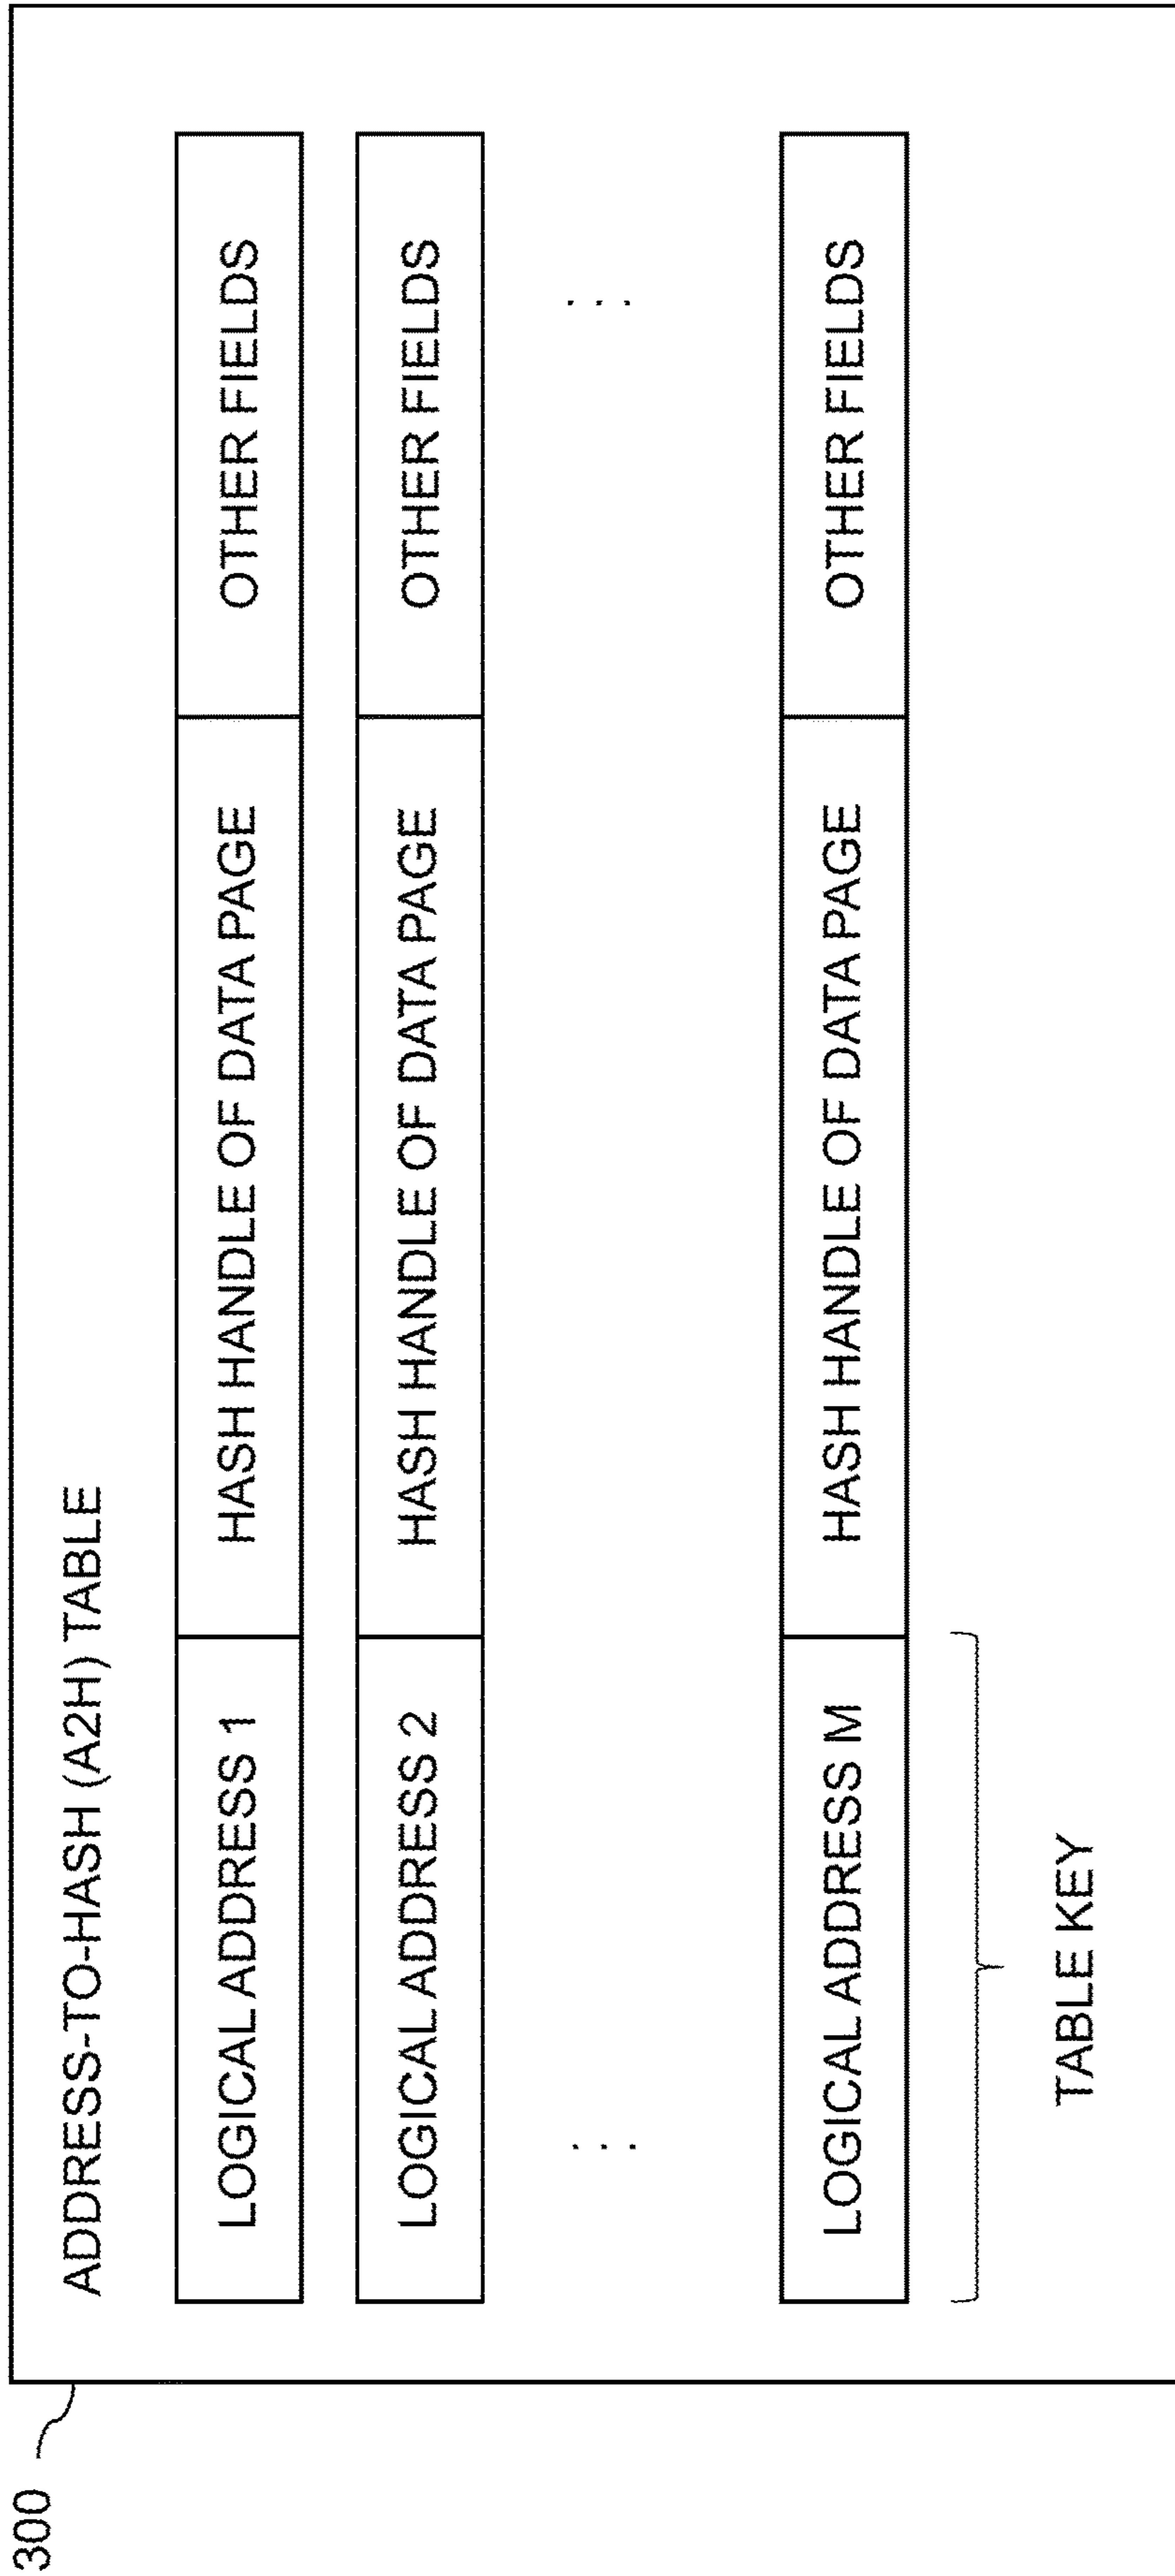 300
ADDRESS-TO-HASH (A2H) TABLE
LOGICAL ADDRESS 1 HASH HANDLE OF DATA PAGE OTHER FIELDS
LOGICAL ADDRESS 2 HASH HANDLE OF DATA PAGE OTHER FIELDS
. . . . . .
LOGICAL ADDRESS M HASH HANDLE OF DATA PAGE OTHER FIELDS
TABLE KEY